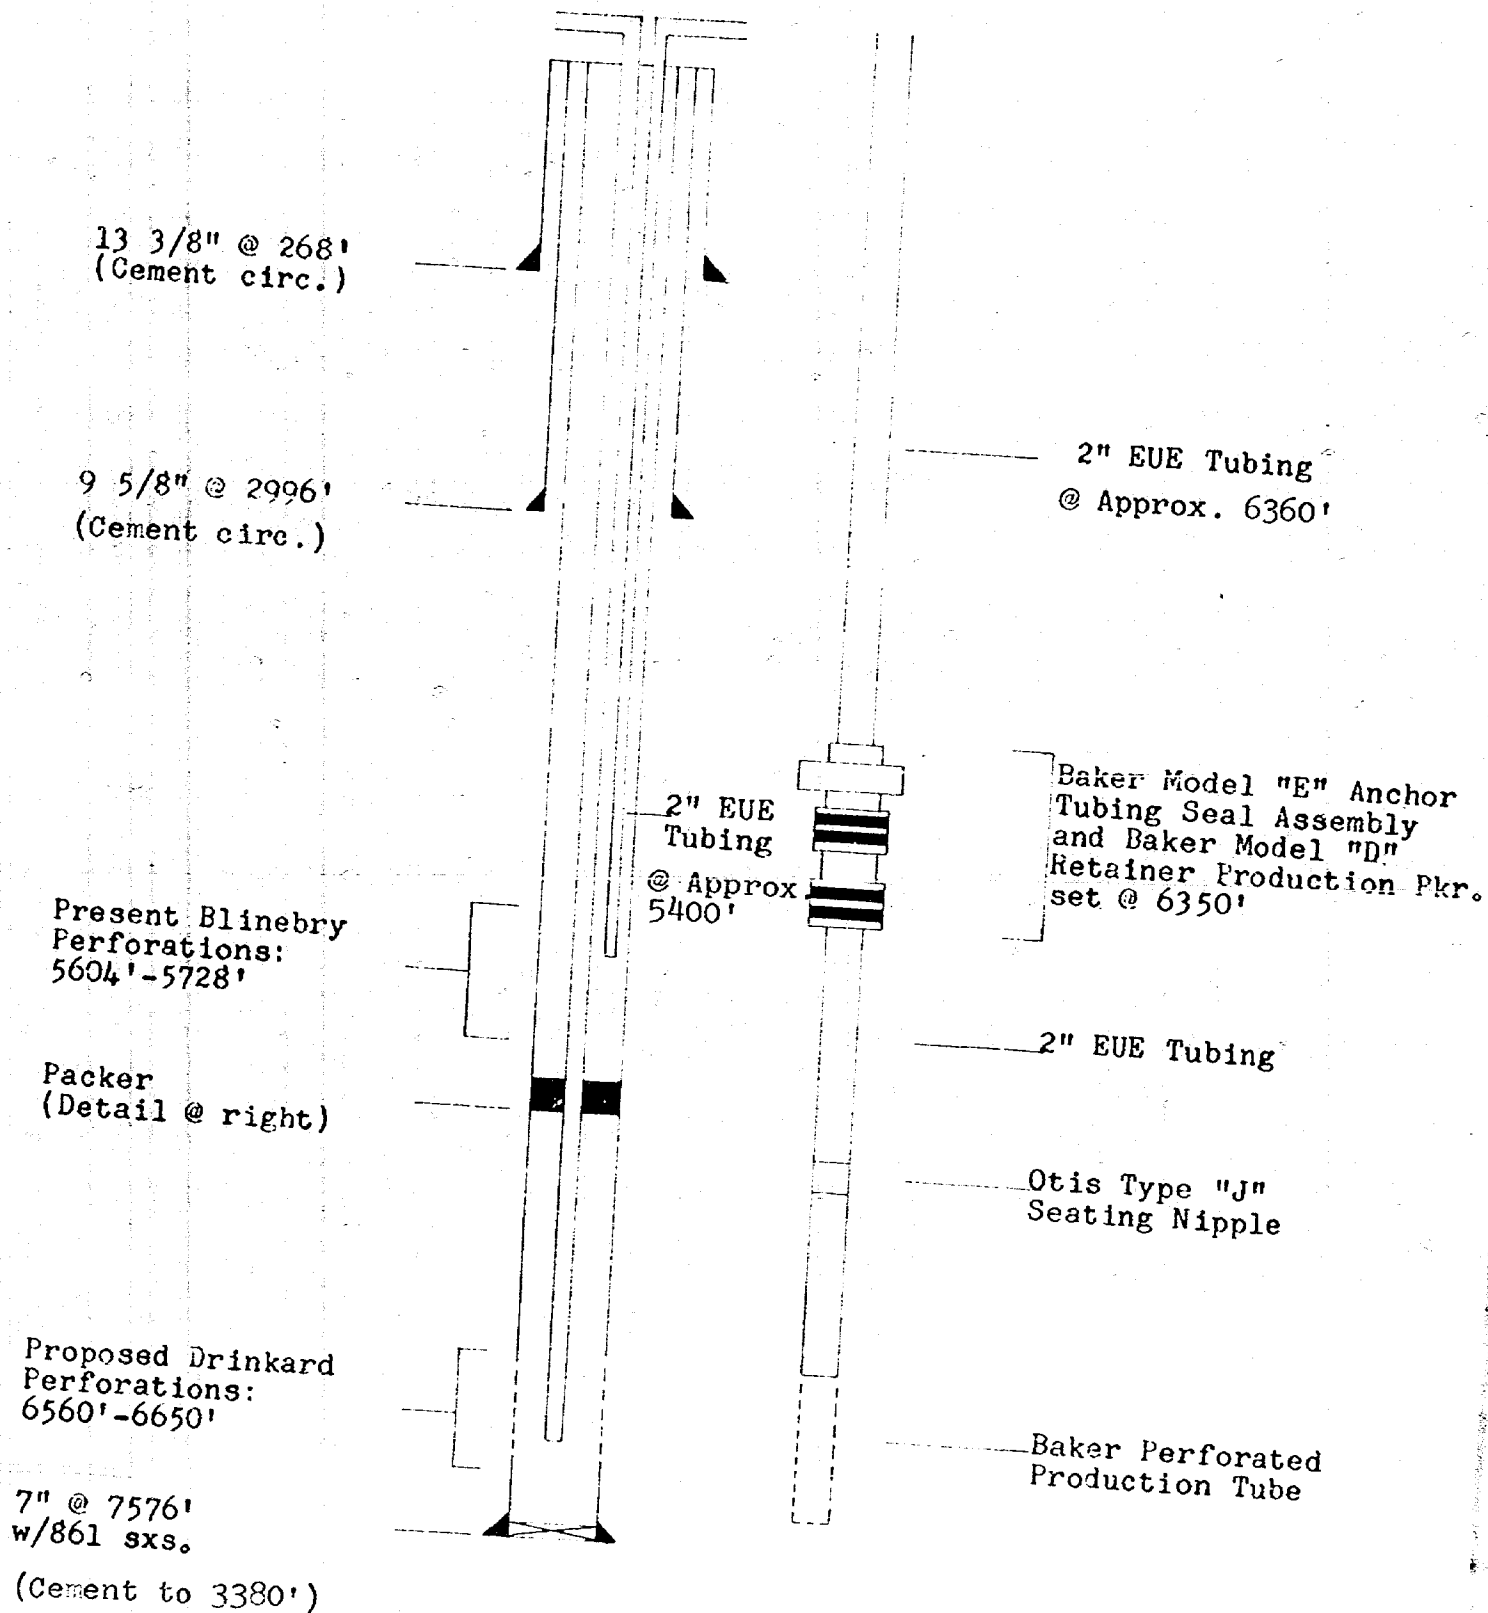 13 3/8" @ 268'
(Cement circ.)
9 5/8" @ 2996'
(Cement circ.)
2" EUE Tubing
@ Approx. 6360'
2" EUE
Tubing
@ Approx
5400'
Baker Model "E" Anchor
Tubing Seal Assembly
and Baker Model "D"
Retainer Production Pkr.
set @ 6350'
Present Blinebry
Perforations:
5604'-5728'
2" EUE Tubing
Packer
(Detail @ right)
Otis Type "J"
Seating Nipple
Proposed Drinkard
Perforations:
6560'-6650'
Baker Perforated
Production Tube
7" @ 7576'
w/861 sxs.
(Cement to 3380')